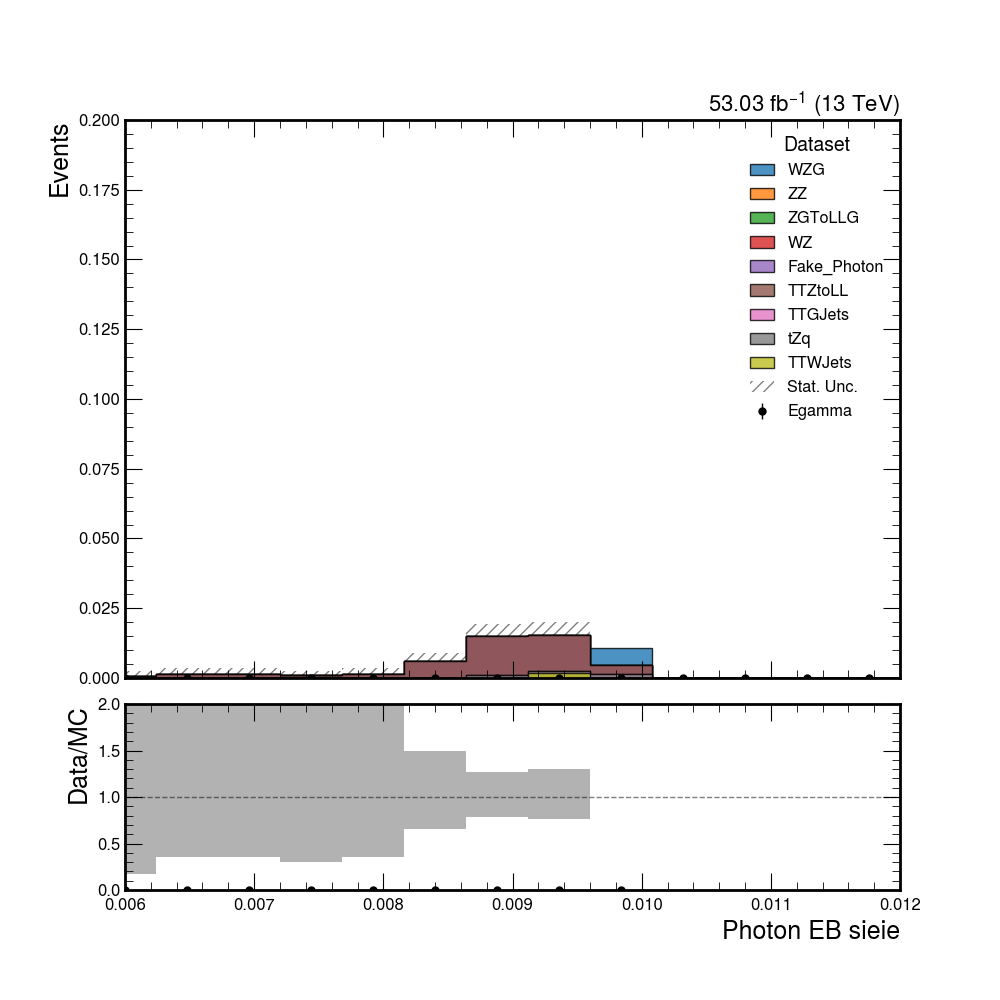 53.03 fb⁻¹ (13 TeV)
Events
0.200
0.175
0.150
0.125
0.100
0.075
0.050
0.025
0.000
Dataset
WZG
ZZ
ZGToLLG
WZ
Fake_Photon
TTZtoLL
TTGJets
tZq
TTWJets
Stat. Unc.
Egamma
Data/MC
2.0
1.5
1.0
0.5
0.0
0.006 0.007 0.008 0.009 0.010 0.011 0.012
Photon EB sieie